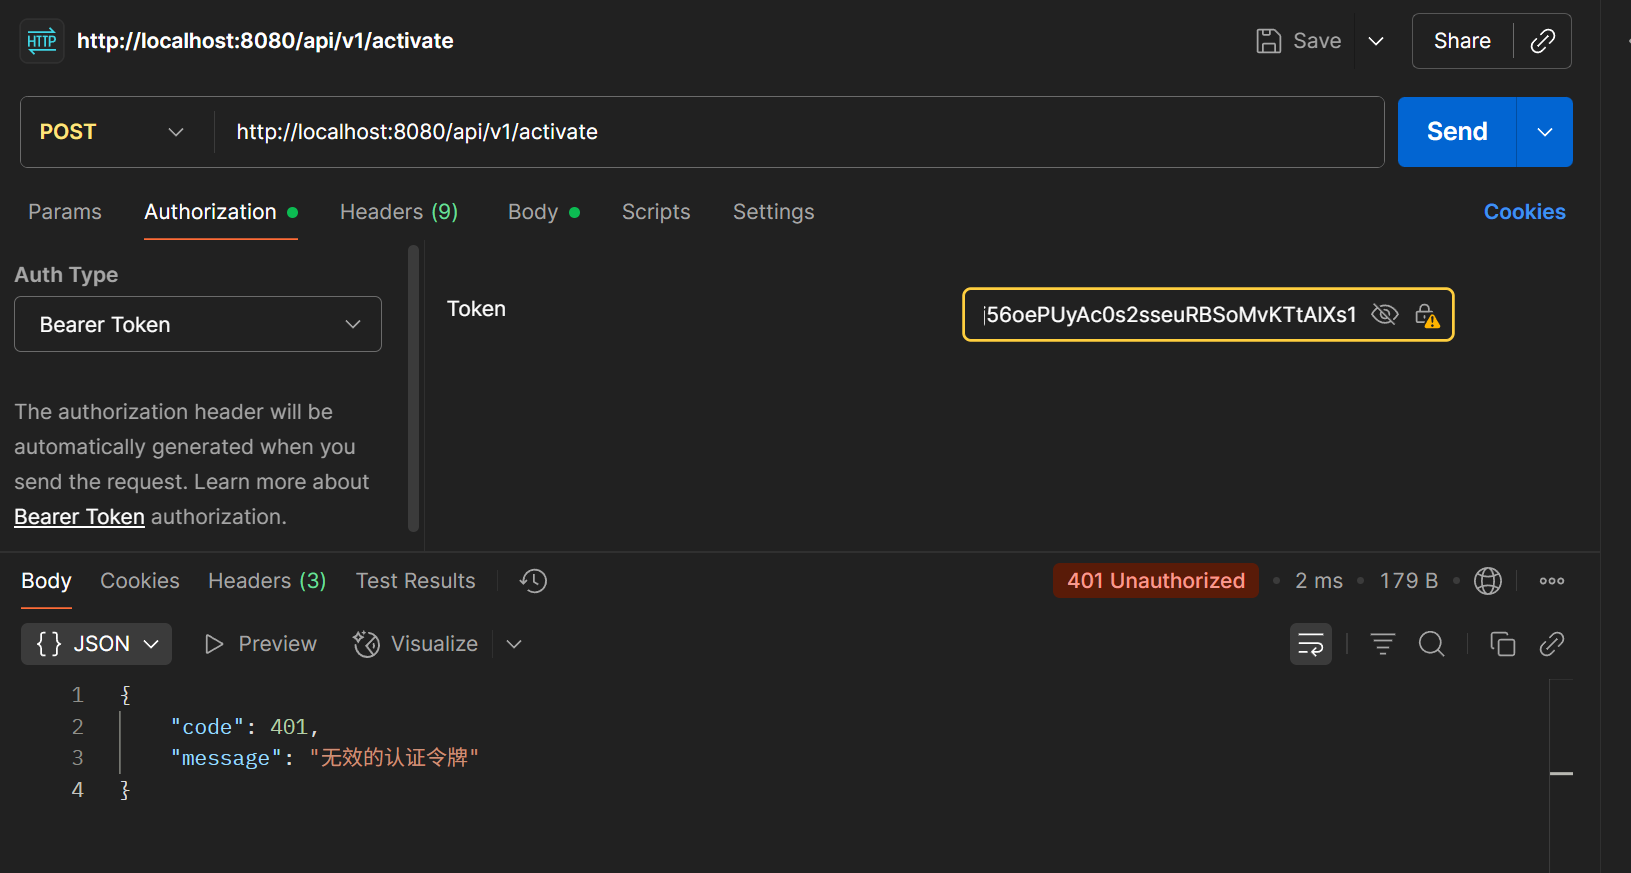 HTTP http://localhost:8080/api/v1/activate Save Share
POST http://localhost:8080/api/v1/activate Send
Params Authorization Headers (9) Body Scripts Settings Cookies
Auth Type
Bearer Token
Token
j56oePUyAc0s2sseuRBSoMvKTtAlXs1
The authorization header will be
automatically generated when you
send the request. Learn more about
Bearer Token authorization.
Body Cookies Headers (3) Test Results 401 Unauthorized • 2 ms • 179 B •
{ } JSON Preview Visualize
1 {
2 "code": 401,
3 "message": "无效的认证令牌"
4 }